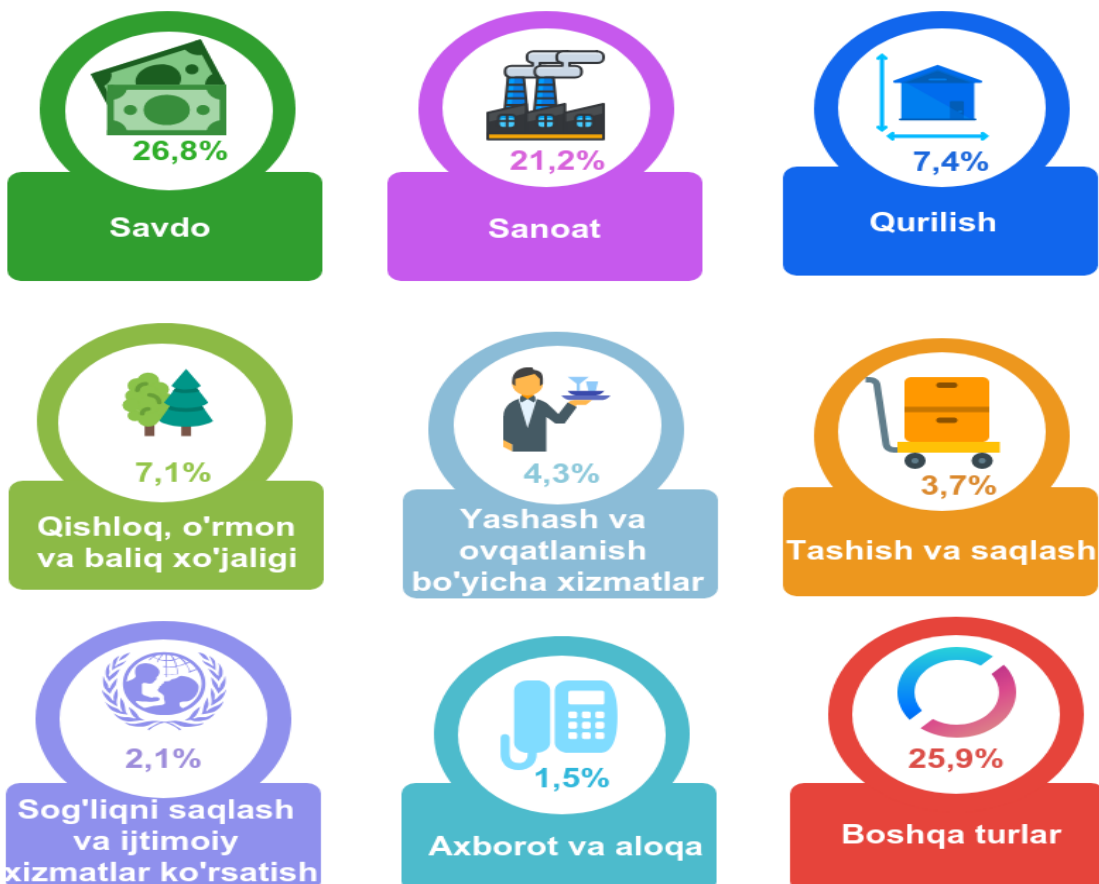 26,8%
Savdo
21,2%
Sanoat
7,4%
Qurilish
7,1%
Qishloq, o'rmon
va baliq xo'jaligi
4,3%
Yashash va
ovqatlanish
bo'yicha xizmatlar
3,7%
Tashish va saqlash
2,1%
Sog'liqni saqlash
va ijtimoiy
xizmatlar ko'rsatish
1,5%
Axborot va aloqa
25,9%
Boshqa turlar